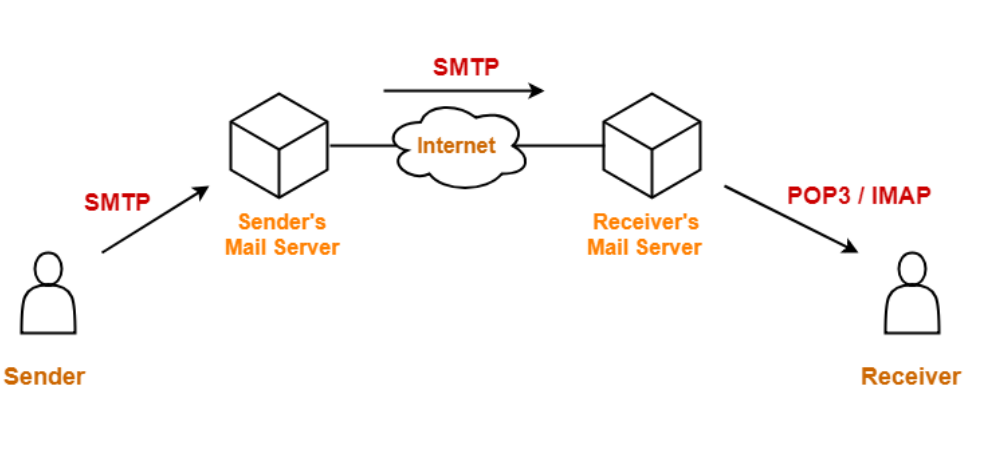 SMTP
Internet
SMTP
POP3 / IMAP
Sender's
Mail Server
Receiver's
Mail Server
Sender
Receiver